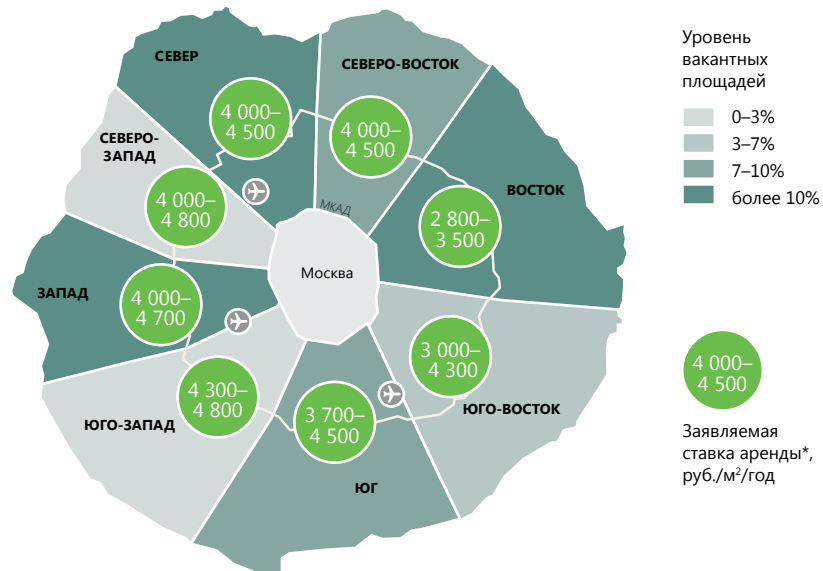 СЕВЕР
4 000–
4 500
СЕВЕРО-ВОСТОК
4 000–
4 500
СЕВЕРО-
ЗАПАД
4 000–
4 800
МКАД
ВОСТОК
2 800–
3 500
Москва
ЗАПАД
4 000–
4 700
3 000–
4 300
ЮГО-ВОСТОК
4 300–
4 800
ЮГО-ЗАПАД
3 700–
4 500
ЮГ
Уровень
вакантных
площадей
0–3%
3–7%
7–10%
более 10%
4 000–
4 500
Заявляемая
ставка аренды*,
руб./м²/год